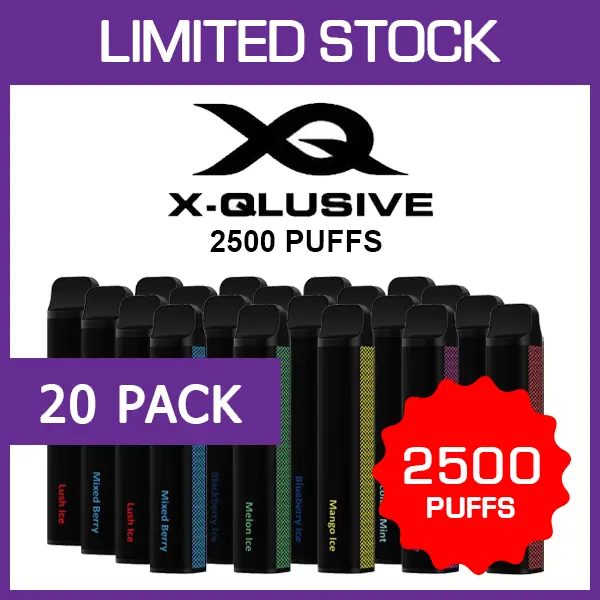 LIMITED STOCK
XQ
X-QLUSIVE
2500 PUFFS
20 PACK
Lush Ice
Mixed Berry
Lush Ice
Mixed Berry
Blackberry Ice
Melon Ice
Blueberry Ice
Mango Ice
Mint
2500
PUFFS